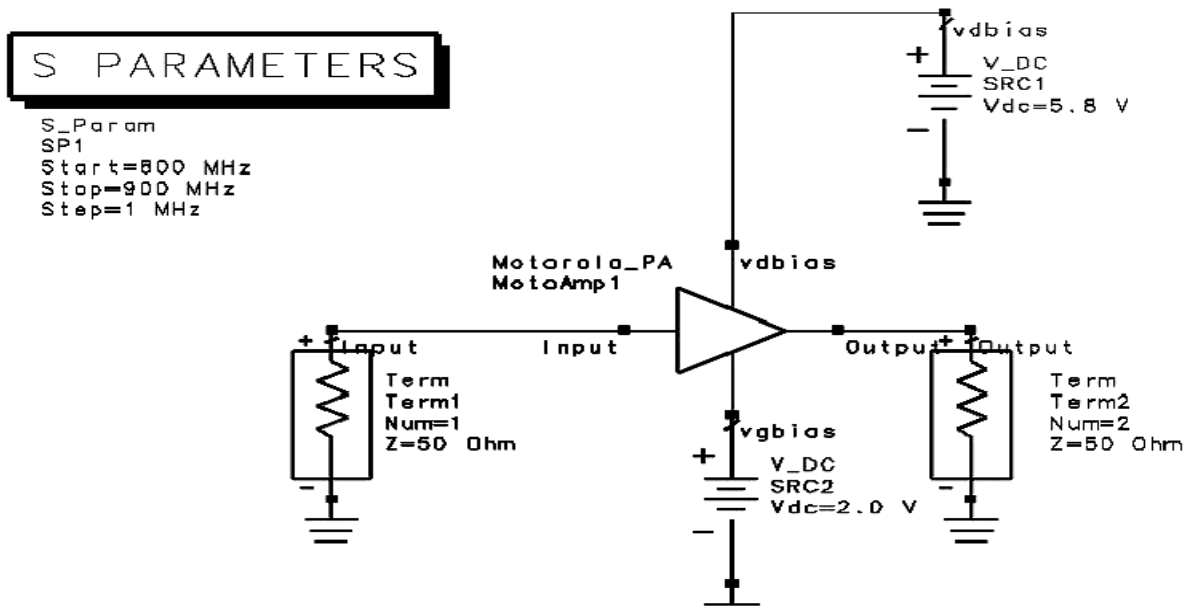 S PARAMETERS
S_Param
SP1
Start=800 MHz
Stop=900 MHz
Step=1 MHz
vdbias
+
V_DC
SRC1
Vdc=5.8 V
−
Motorola_PA
MotoAmp1
vdbias
+
Input
Input
Output
+
Output
Term
Term1
Num=1
Z=50 Ohm
−
vgbias
+
V_DC
SRC2
Vdc=2.0 V
−
Term
Term2
Num=2
Z=50 Ohm
−